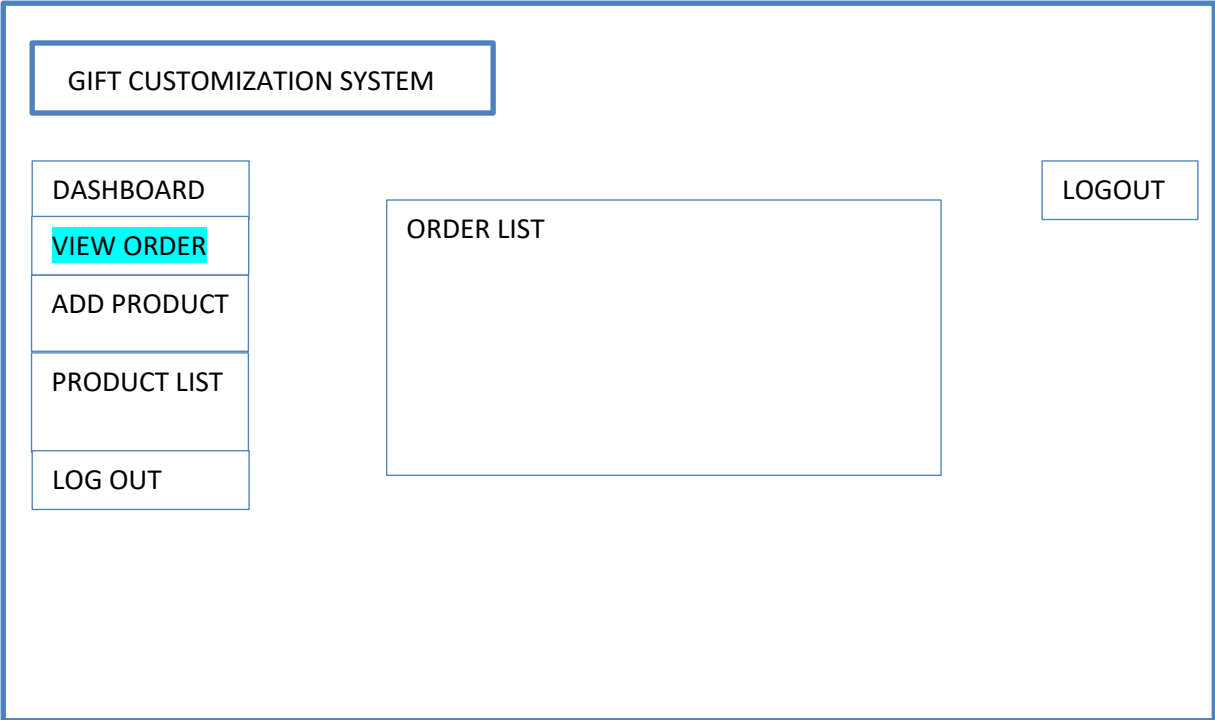 GIFT CUSTOMIZATION SYSTEM
DASHBOARD
VIEW ORDER
ADD PRODUCT
PRODUCT LIST
LOG OUT
ORDER LIST
LOGOUT